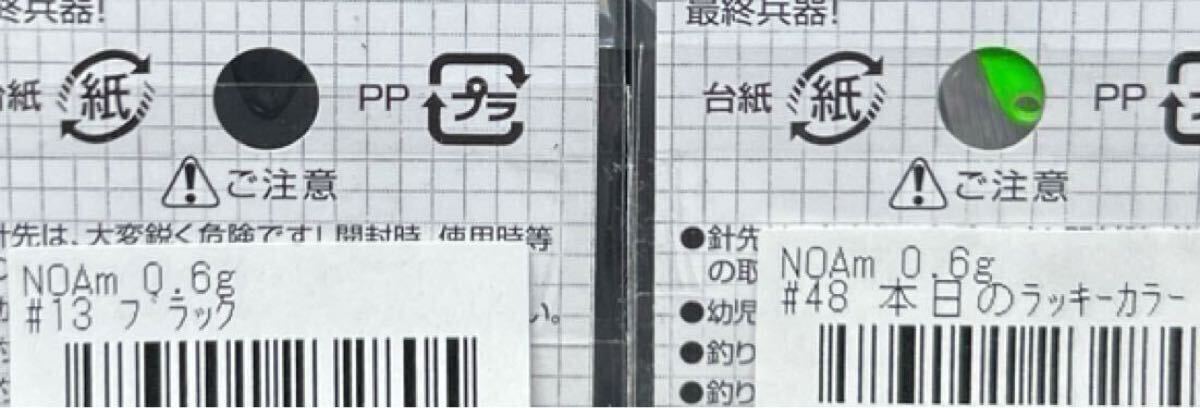 終兵器!
台紙 紙 PP プラ
ご注意
針先は、大変鋭く危険です!開封時、使用時等
NOAm 0.6g
#13 ブラック
い。
最終兵器!
台紙 紙 PP
ご注意
●針先
の取
NOAm 0.6g
#48 本日のラッキーカラー
●幼児
●釣り
●釣り